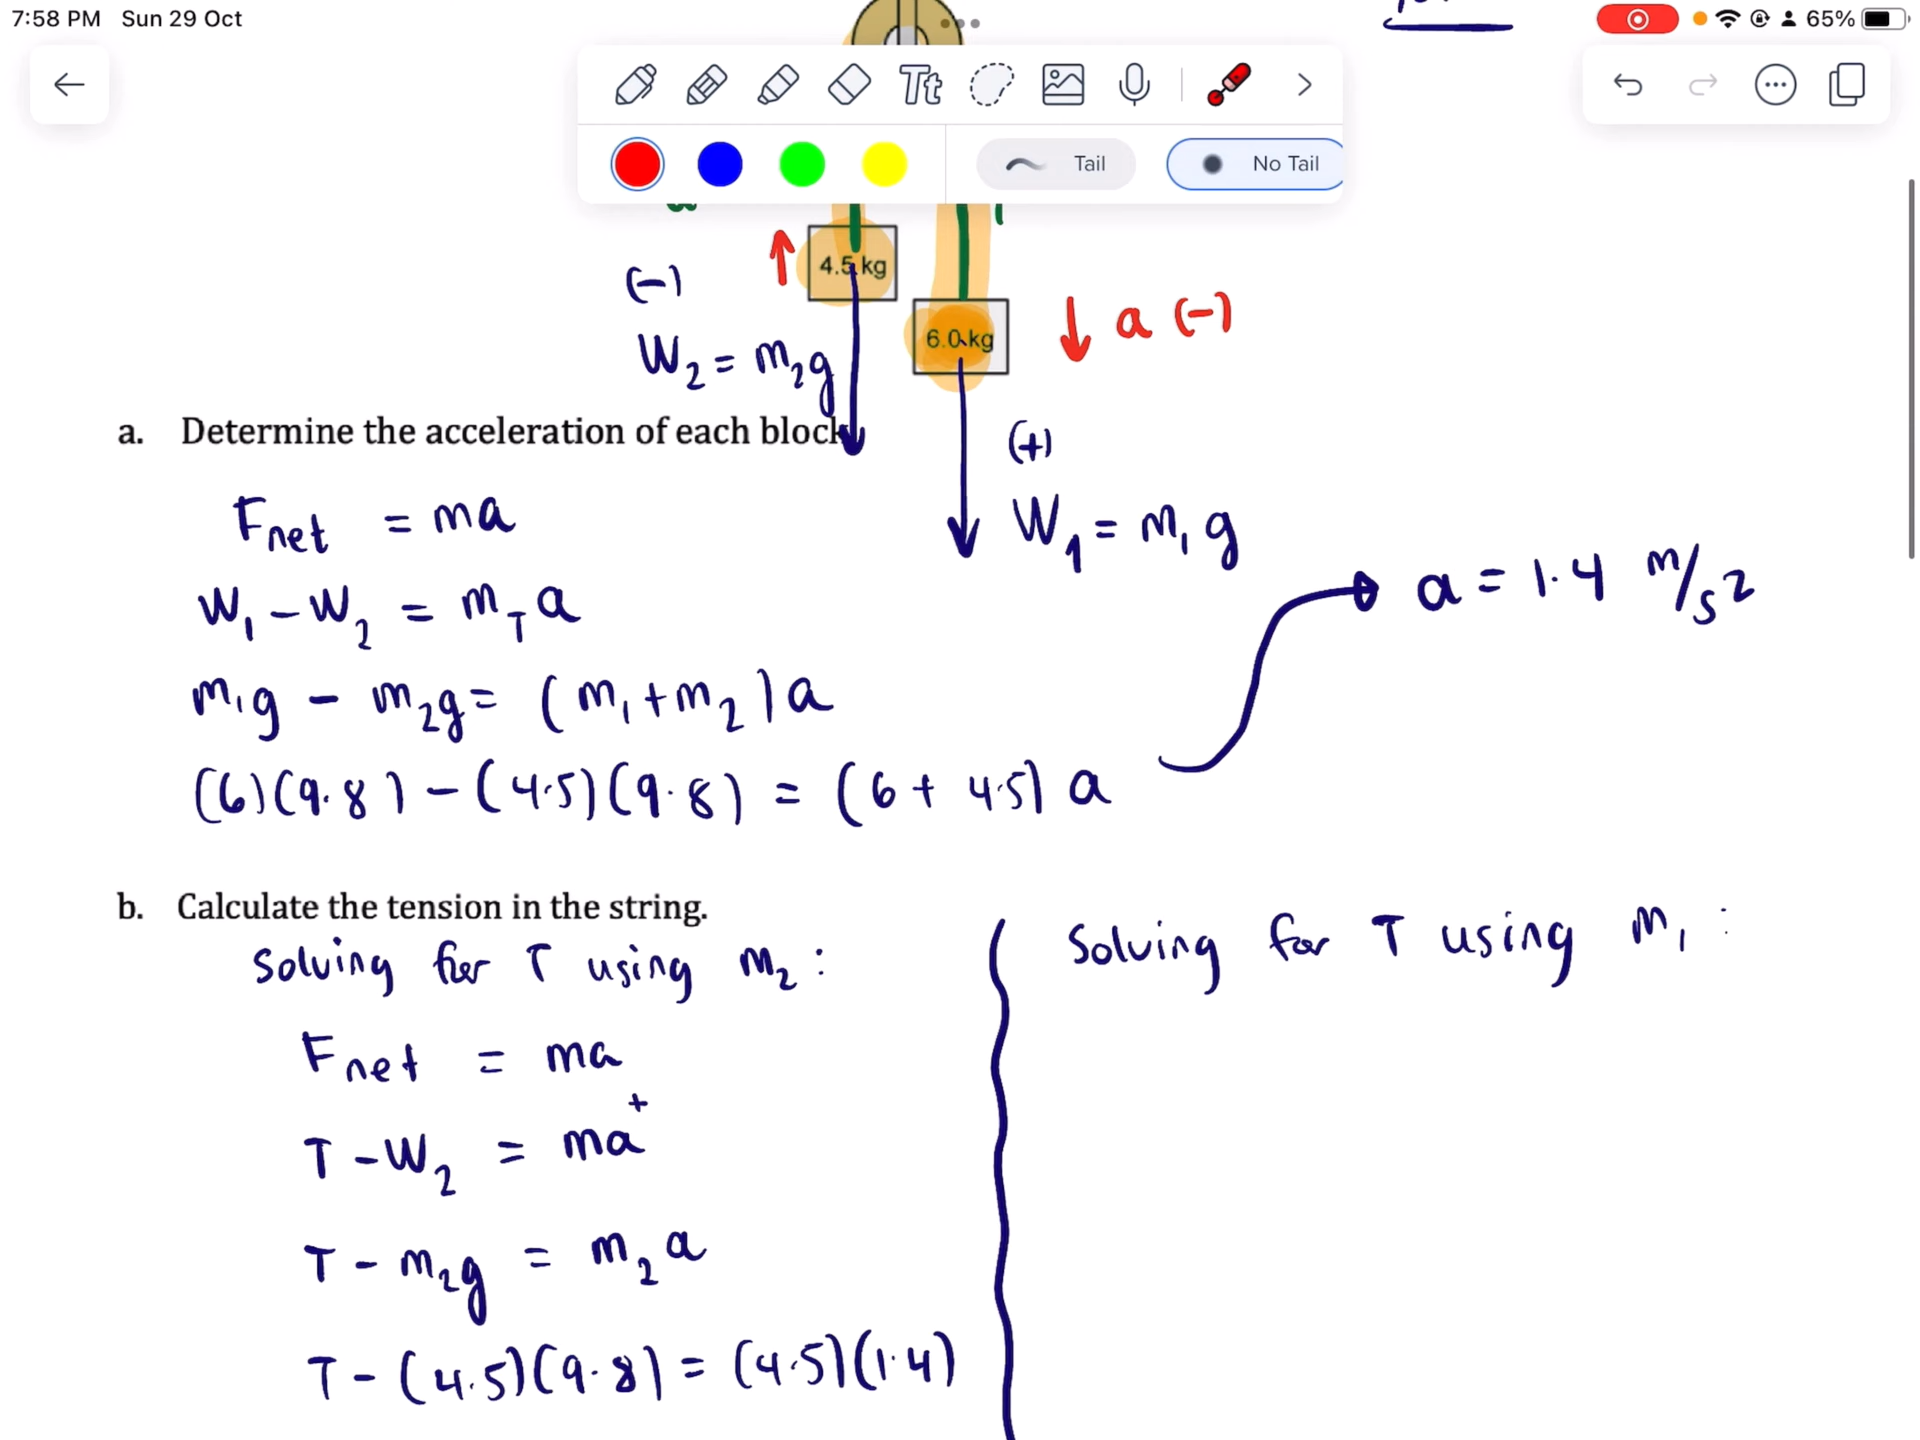 7:58 PM Sun 29 Oct
65%
Tt
Tail
No Tail
4.5 kg
(-)
6.0 kg
a (-)
W₂ = m₂g
a. Determine the acceleration of each block
(+)
W₁ = m₁g
Fnet = ma
W₁ - W₂ = mT a
m₁g - m₂g = (m₁ + m₂) a
(6)(9.8) - (4.5)(9.8) = (6 + 4.5) a
a = 1.4 m/s²
b. Calculate the tension in the string.
Solving for T using m₂ :
Fnet = ma
T - W₂ = ma⁺
T - m₂g = m₂a
T - (4.5)(9.8) = (4.5)(1.4)
Solving for T using m₁ :